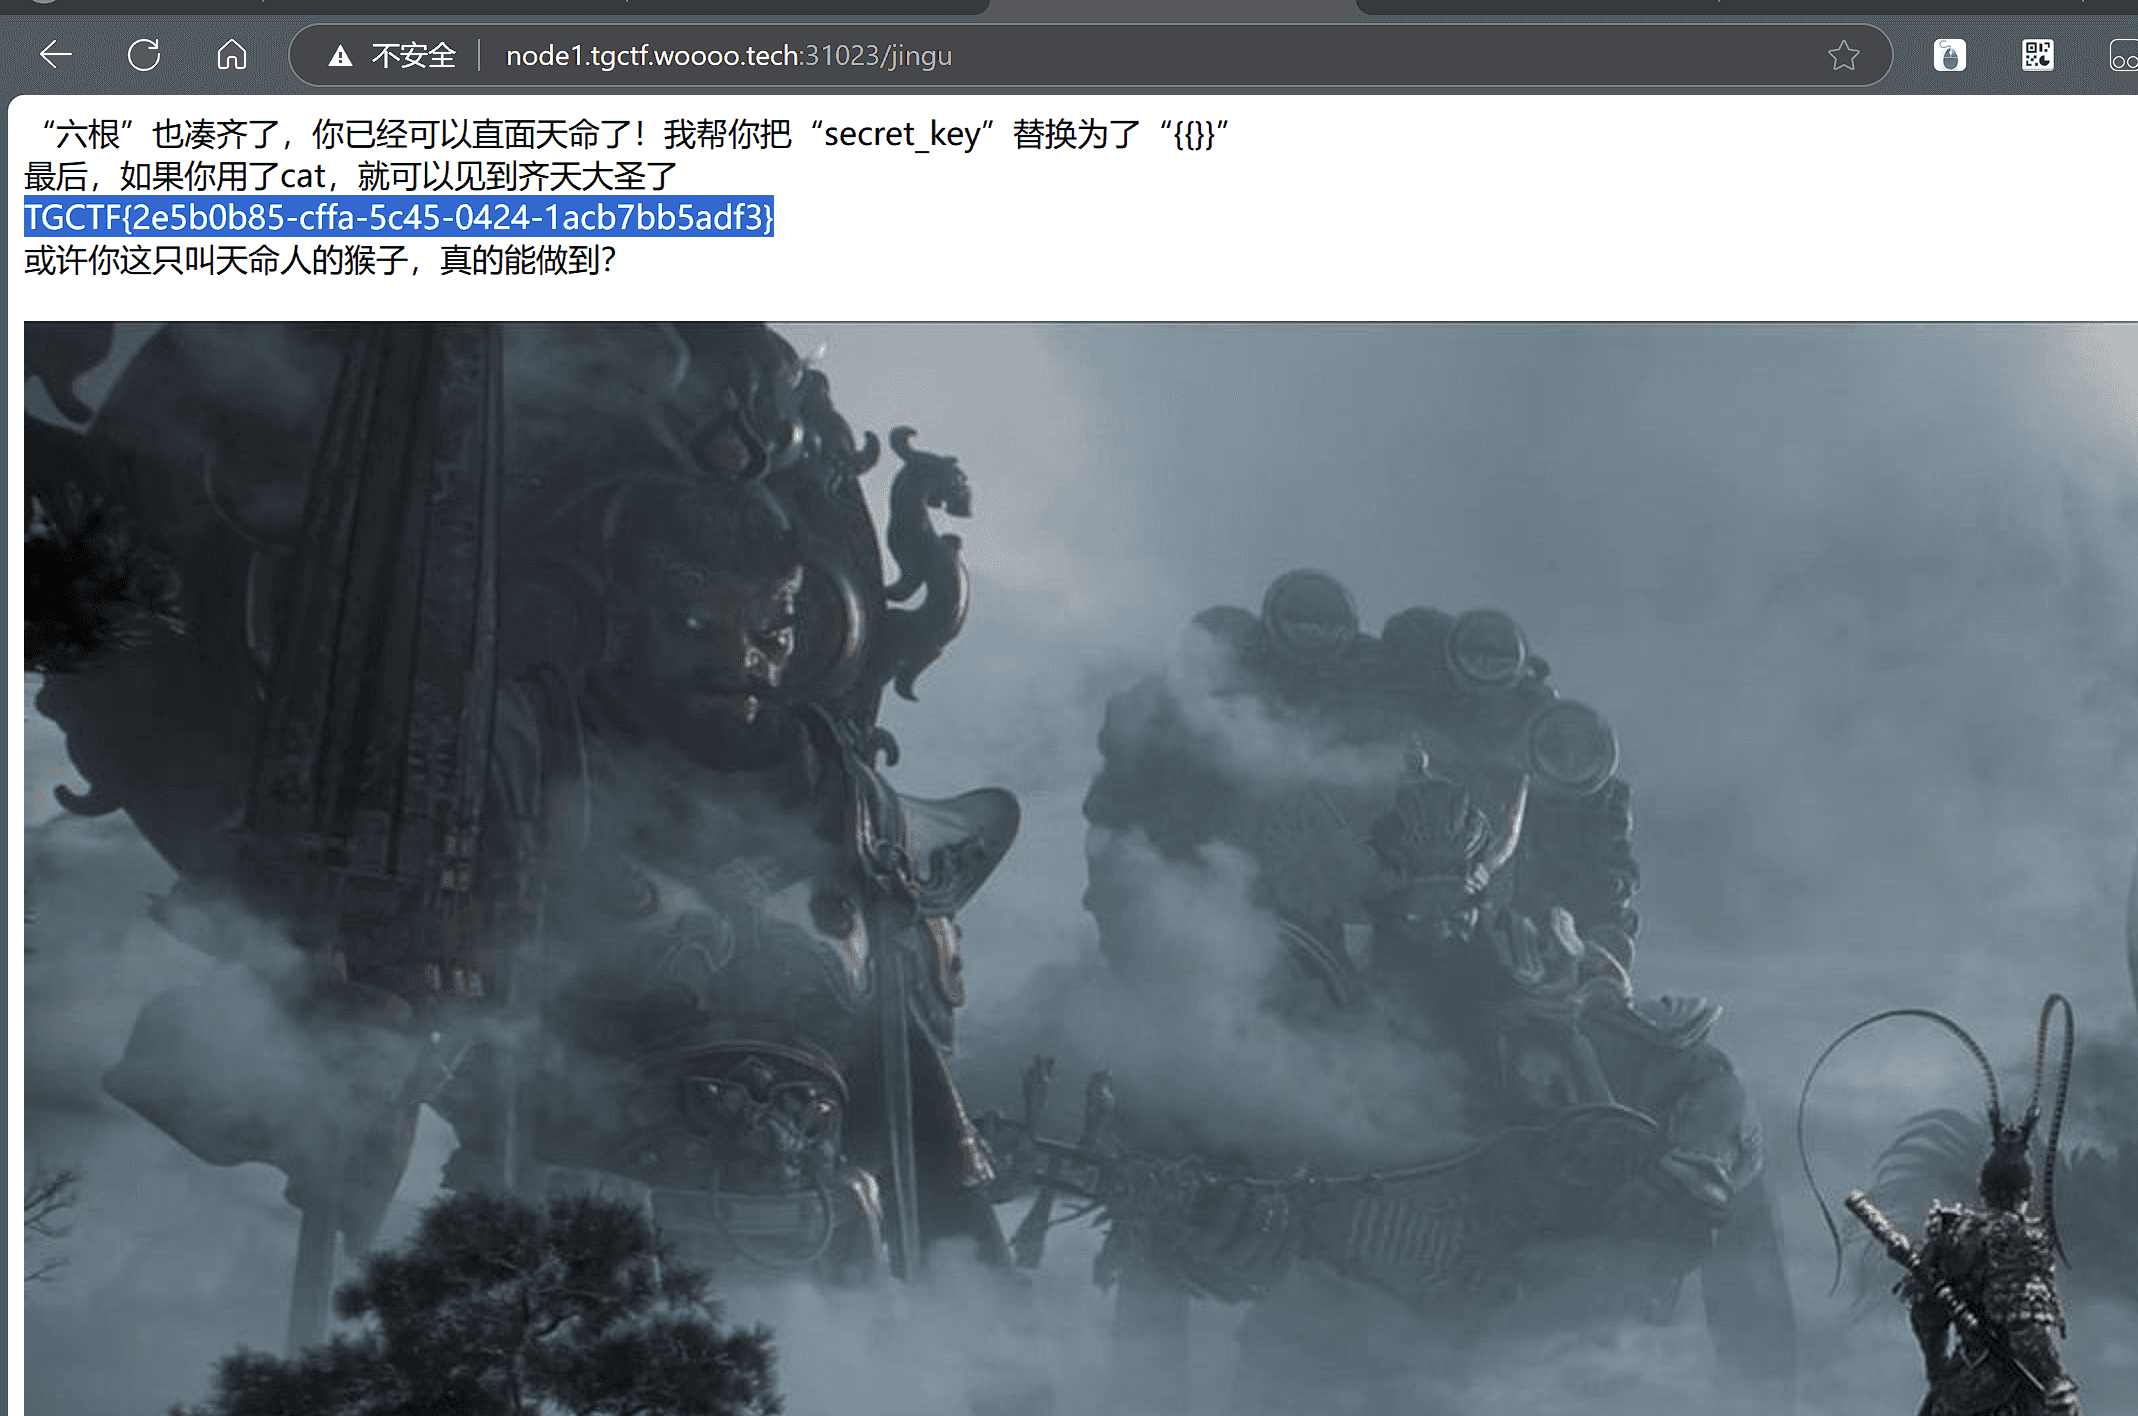 不安全 node1.tgctf.woooo.tech:31023/jingu
“六根”也凑齐了，你已经可以直面天命了！我帮你把“secret_key”替换为了“{{}}”
最后，如果你用了cat，就可以见到齐天大圣了
TGCTF{2e5b0b85-cffa-5c45-0424-1acb7bb5adf3}
或许你这只叫天命人的猴子，真的能做到？